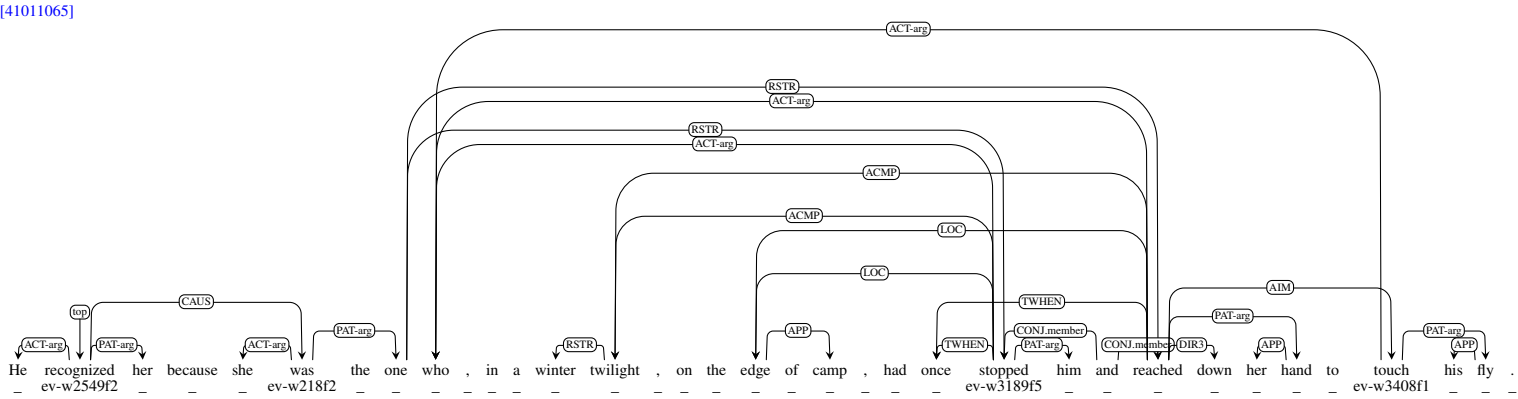 [41011065]
ACT-arg
RSTR
ACT-arg
RSTR
ACT-arg
ACMP
ACMP
LOC
LOC
AIM
top CAUS TWHEN PAT-arg
PAT-arg APP CONJ.member PAT-arg
ACT-arg PAT-arg ACT-arg RSTR TWHEN PAT-arg CONJ.member DIR3 APP APP
He recognized her because she was the one who , in a winter twilight , on the edge of camp , had once stopped him and reached down her hand to touch his fly .
ev-w2549f2 ev-w218f2 ev-w3189f5 ev-w3408f1
_ _ _ _ _ _ _ _ _ _ _ _ _ _ _ _ _ _ _ _ _ _ _ _ _ _ _ _ _ _ _ _ _ _